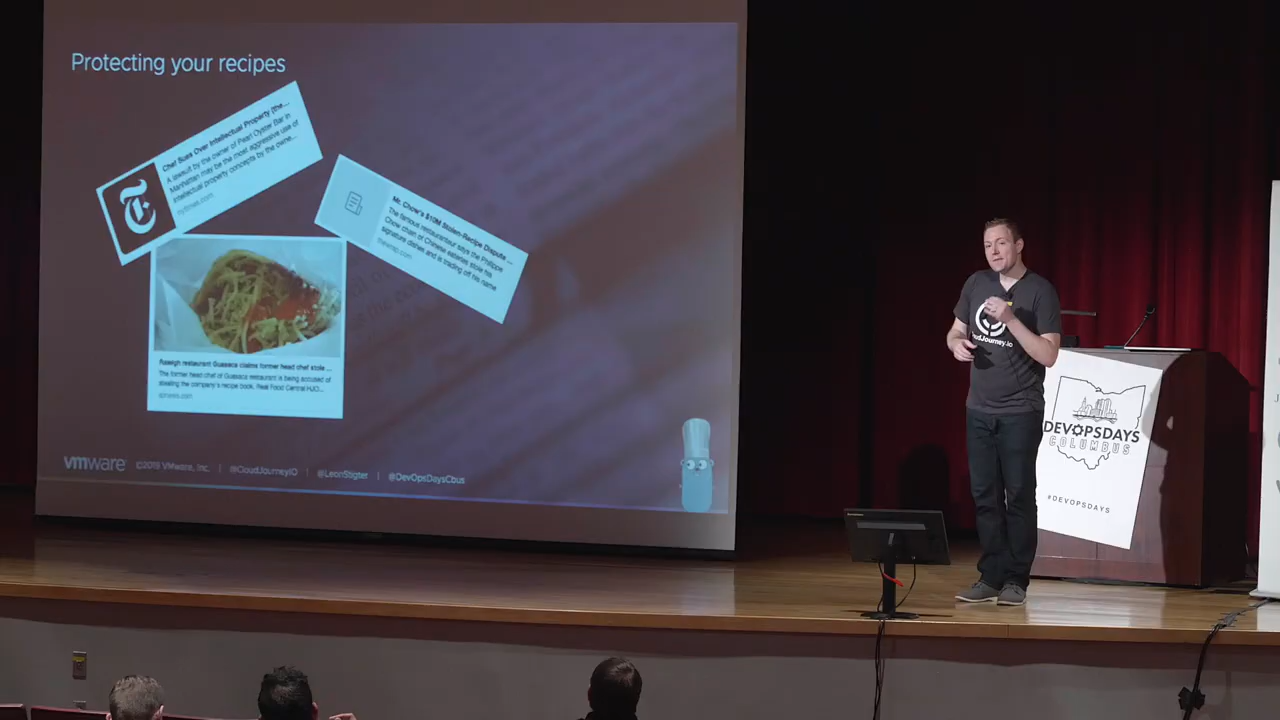 Protecting your recipes
Chef Sues Over Intellectual Property (the...
A lawsuit by the owner of Pearl Oyster Bar in
Manhattan may be the most aggressive use of
intellectual property concepts by the owne...
nytimes.com
Mr. Chow's $10M Stolen-Recipe Dispute ...
The famous restaurateur says the Philippe
Chow chain of Chinese eateries stole his
signature dishes and is trading off his name
thewrap.com
Raleigh restaurant Guasaca claims former head chef stole ...
The former head chef of Guasaca restaurant is being accused of
stealing the company's recipe book. Real Food Central HJO...
vmware
©2019 VMware, Inc. | @CloudJourneyIO | @LeonStigter | @DevOpsDaysCbus
udJourney.io
DEVOPSDAYS
COLUMBUS
#DEVOPSDAYS